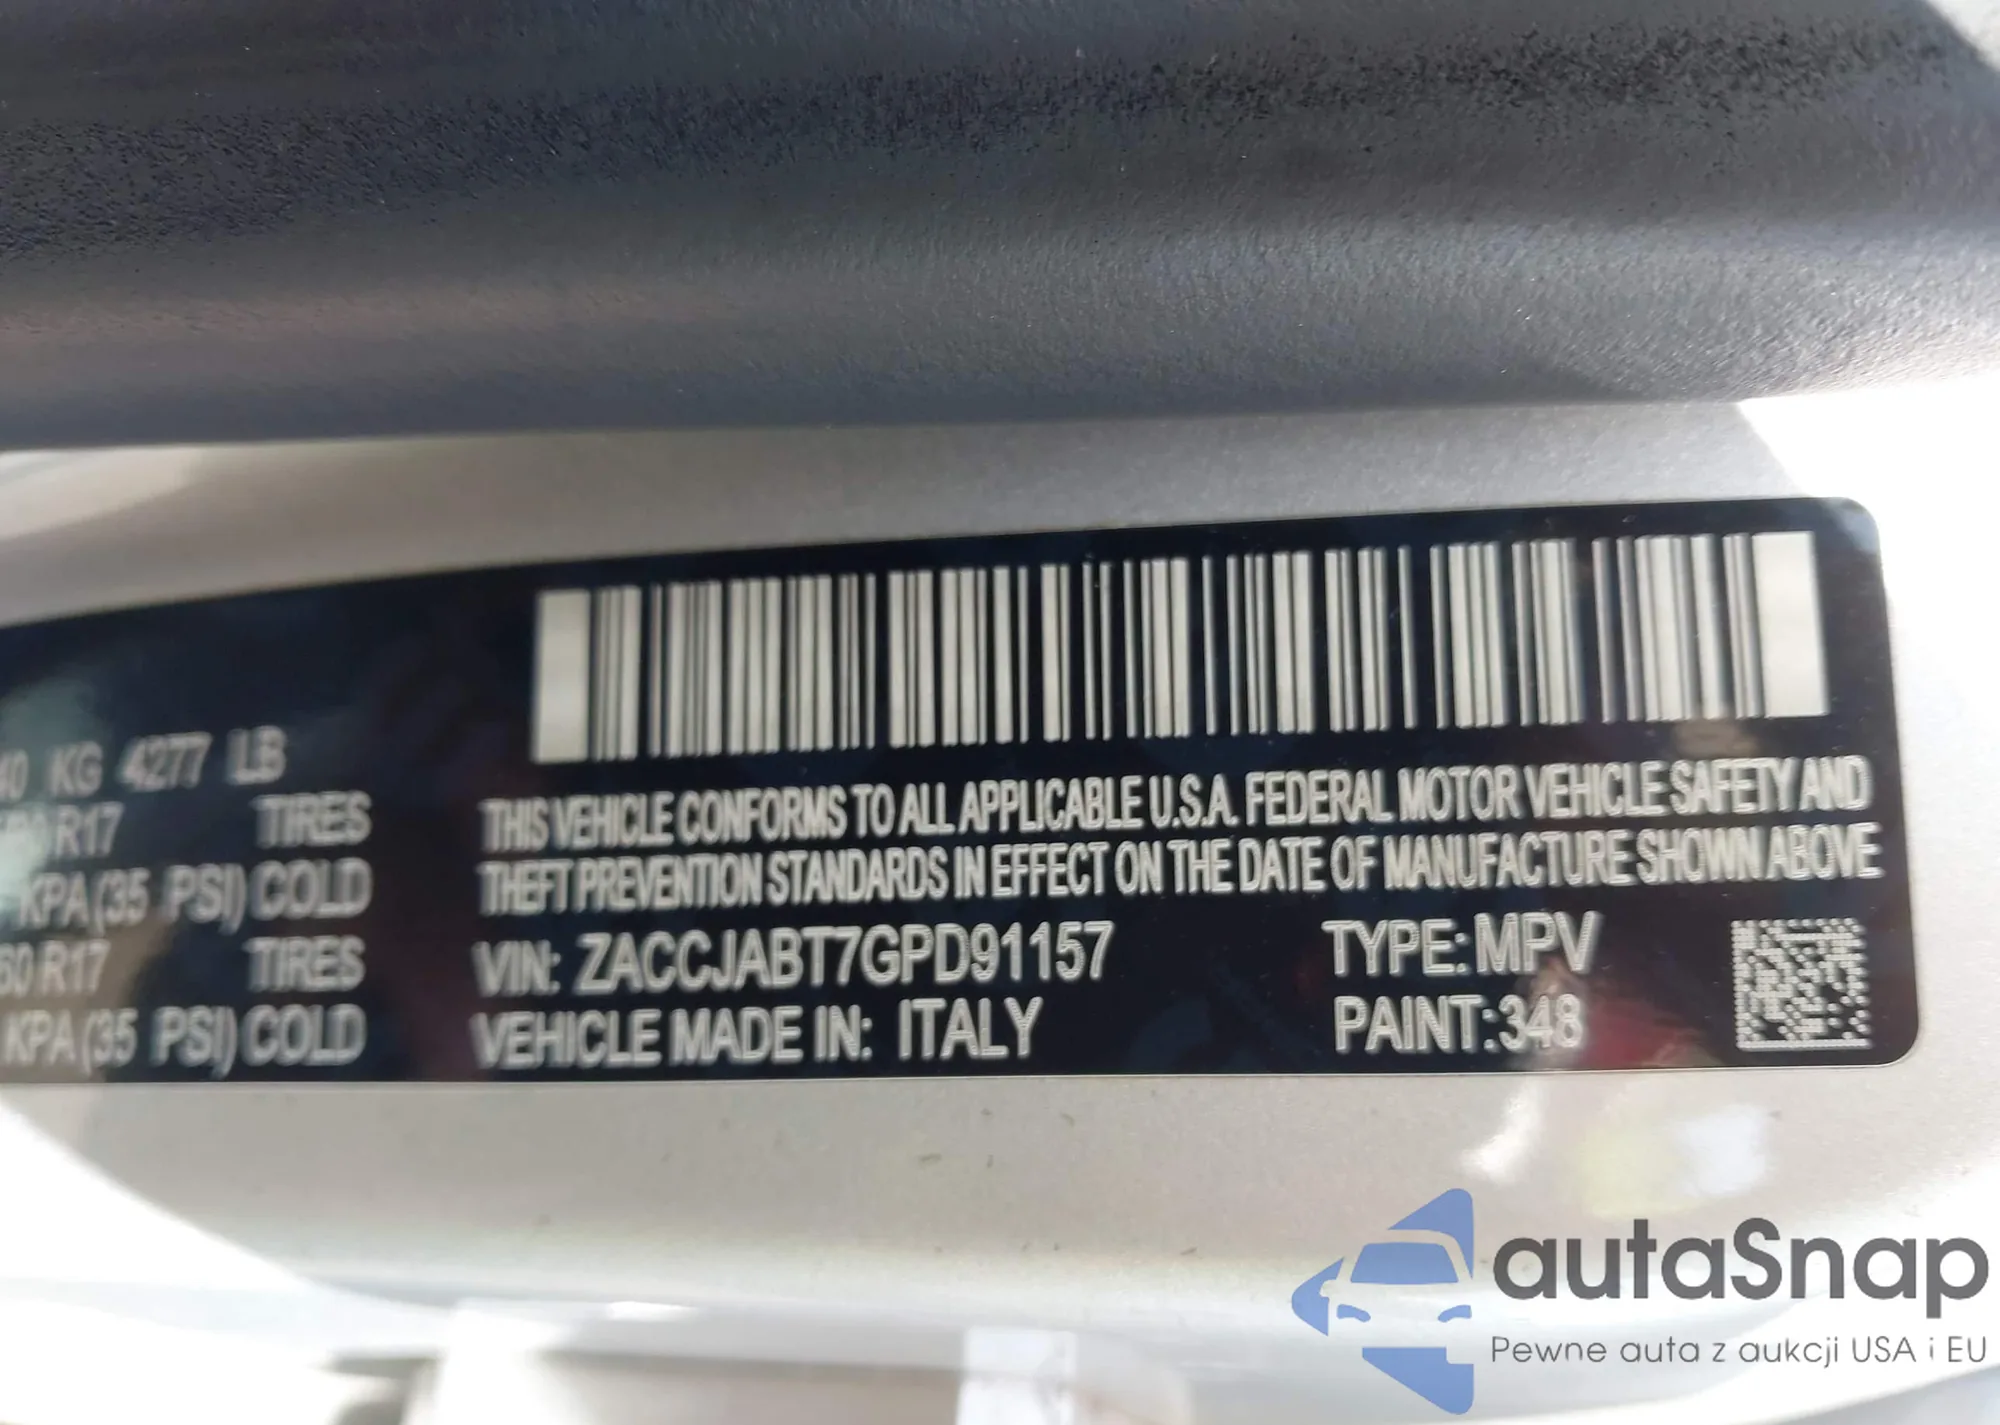 40 KG 4277 LB
60 R17 TIRES
KPA (35 PSI) COLD
60 R17 TIRES
KPA (35 PSI) COLD
THIS VEHICLE CONFORMS TO ALL APPLICABLE U.S.A. FEDERAL MOTOR VEHICLE SAFETY AND
THEFT PREVENTION STANDARDS IN EFFECT ON THE DATE OF MANUFACTURE SHOWN ABOVE
VIN: ZACCJABT7GPD91157 TYPE: MPV
VEHICLE MADE IN: ITALY PAINT: 348
autaSnap
Pewne auta z aukcji USA i EU